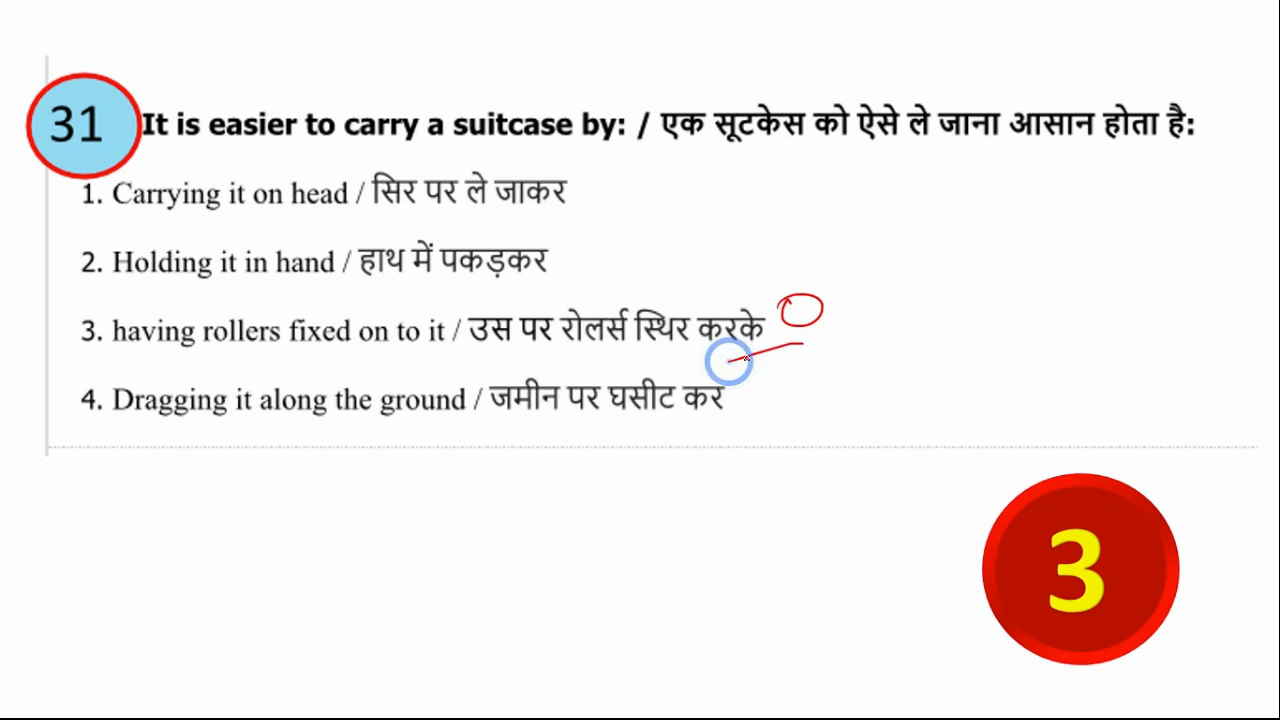 31
It is easier to carry a suitcase by: / एक सूटकेस को ऐसे ले जाना आसान होता है:
1. Carrying it on head / सिर पर ले जाकर
2. Holding it in hand / हाथ में पकड़कर
3. having rollers fixed on to it / उस पर रोलर्स स्थिर करके
4. Dragging it along the ground / जमीन पर घसीट कर
3